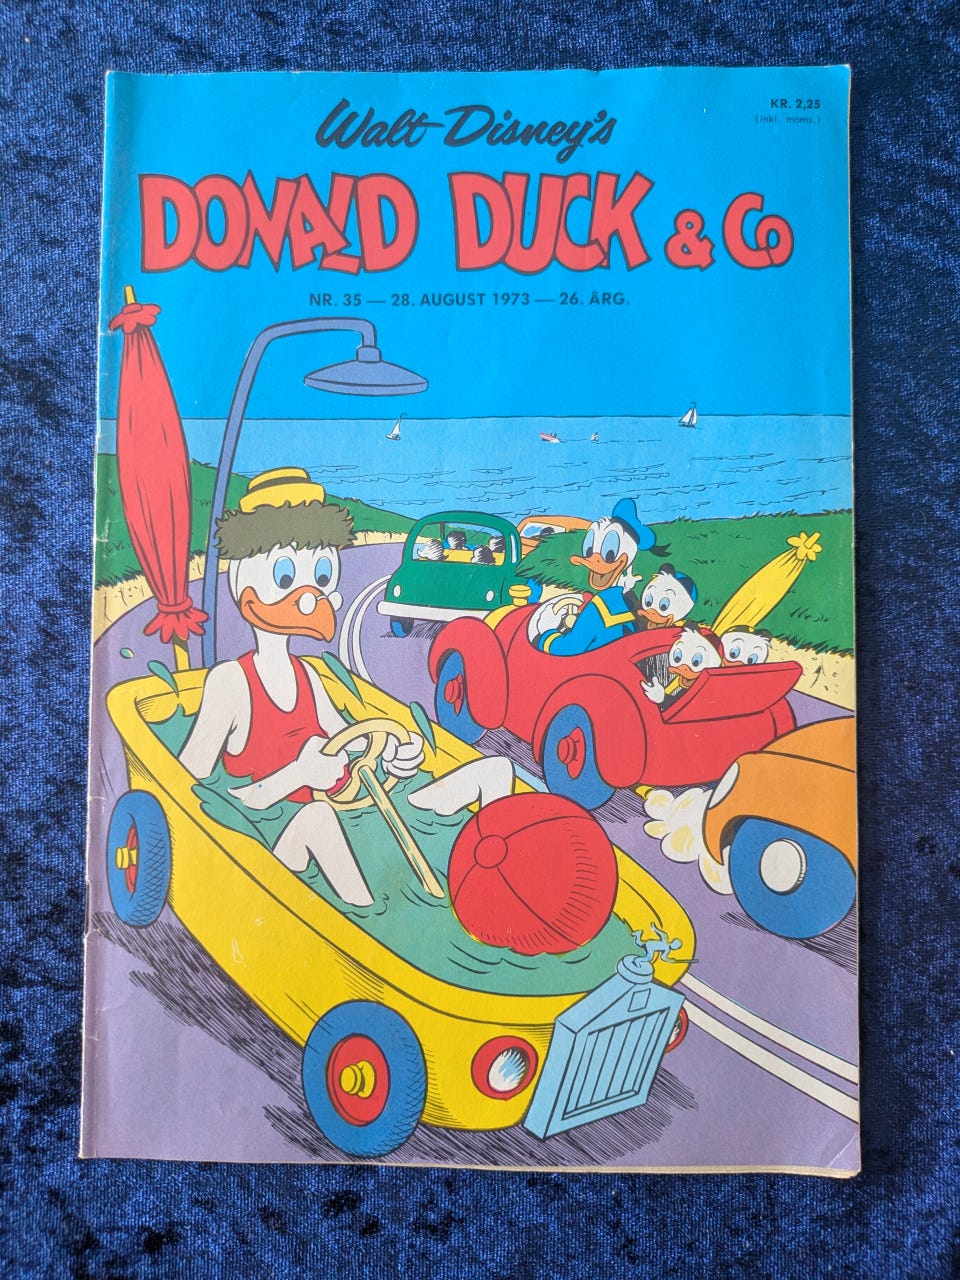 KR. 2,25
(inkl. moms.)
Walt Disney's
DONALD DUCK & Co
NR. 35 — 28. AUGUST 1973 — 26. ÅRG.